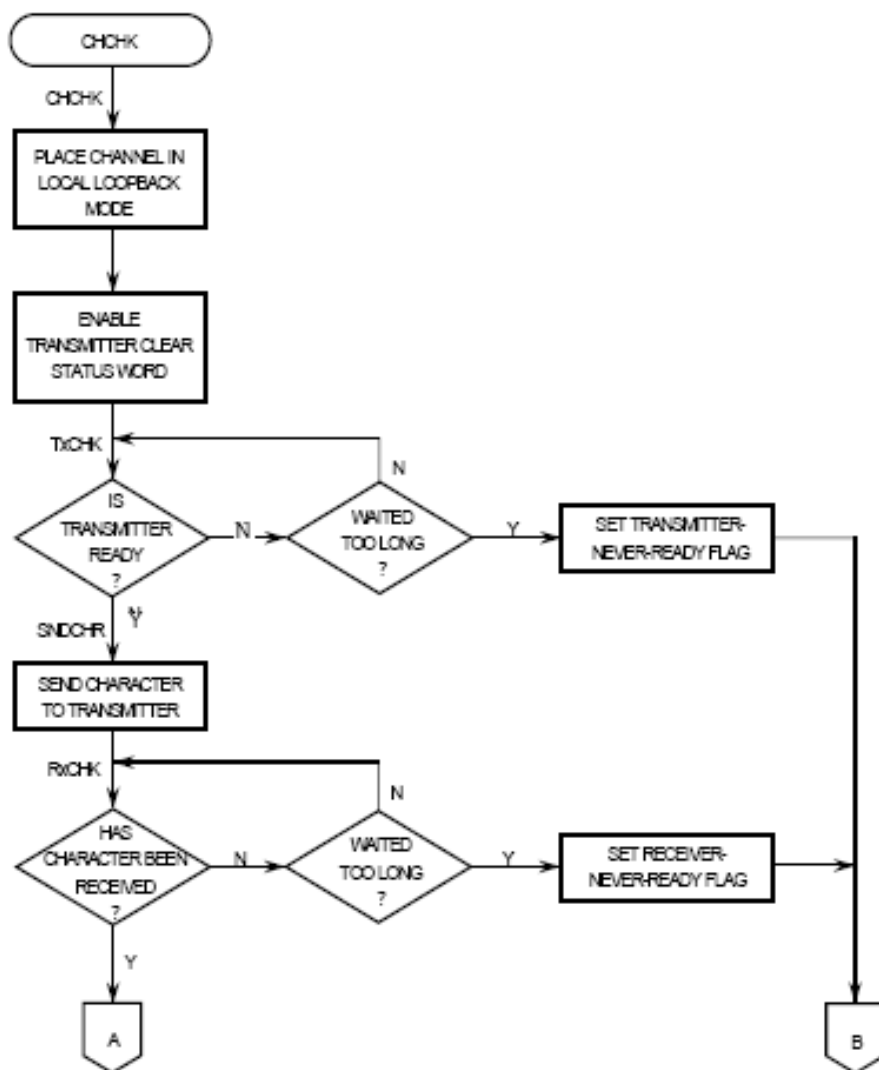 CHCHK
CHCHK
PLACE CHANNEL IN
LOCAL LOOPBACK
MODE
ENABLE
TRANSMITTER CLEAR
STATUS WORD
TxCHK
IS
TRANSMITTER
READY
?
N
WAITED
TOO LONG
?
N
Y
SET TRANSMITTER-
NEVER-READY FLAG
Y
SNDCHR
SEND CHARACTER
TO TRANSMITTER
RxCHK
HAS
CHARACTER BEEN
RECEIVED
?
N
WAITED
TOO LONG
?
N
Y
SET RECEIVER-
NEVER-READY FLAG
Y
A
B